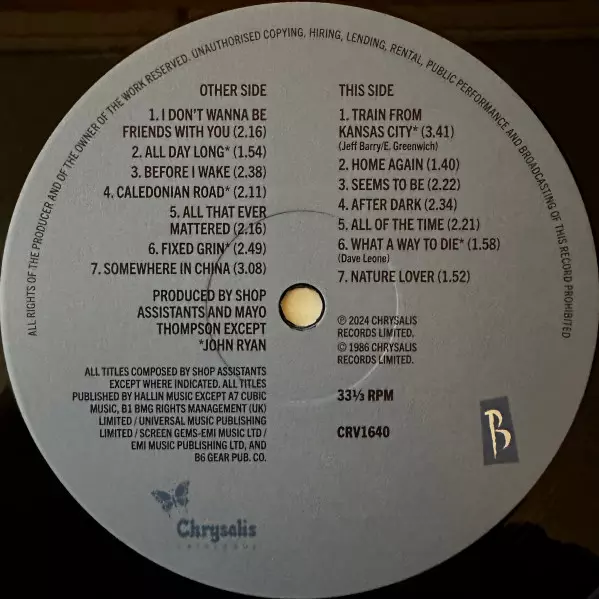 ALL RIGHTS OF THE PRODUCER AND OF THE OWNER OF THE WORK RESERVED. UNAUTHORISED COPYING, HIRING, LENDING, RENTAL, PUBLIC PERFORMANCE AND BROADCASTING OF THIS RECORD PROHIBITED
OTHER SIDE
1. I DON'T WANNA BE
FRIENDS WITH YOU (2.16)
2. ALL DAY LONG* (1.54)
3. BEFORE I WAKE (2.38)
4. CALEDONIAN ROAD* (2.11)
5. ALL THAT EVER
MATTERED (2.16)
6. FIXED GRIN* (2.49)
7. SOMEWHERE IN CHINA (3.08)
PRODUCED BY SHOP
ASSISTANTS AND MAYO
THOMPSON EXCEPT
*JOHN RYAN
ALL TITLES COMPOSED BY SHOP ASSISTANTS
EXCEPT WHERE INDICATED. ALL TITLES
PUBLISHED BY HALLIN MUSIC EXCEPT A7 CUBIC
MUSIC, B1 BMG RIGHTS MANAGEMENT (UK)
LIMITED / UNIVERSAL MUSIC PUBLISHING
LIMITED / SCREEN GEMS-EMI MUSIC LTD /
EMI MUSIC PUBLISHING LTD, AND
B6 GEAR PUB. CO.
THIS SIDE
1. TRAIN FROM
KANSAS CITY* (3.41)
(Jeff Barry/E. Greenwich)
2. HOME AGAIN (1.40)
3. SEEMS TO BE (2.22)
4. AFTER DARK (2.34)
5. ALL OF THE TIME (2.21)
6. WHAT A WAY TO DIE* (1.58)
(Dave Leone)
7. NATURE LOVER (1.52)
℗ 2024 CHRYSALIS
RECORDS LIMITED.
© 1986 CHRYSALIS
RECORDS LIMITED.
33⅓ RPM
CRV1640
B
Chrysalis